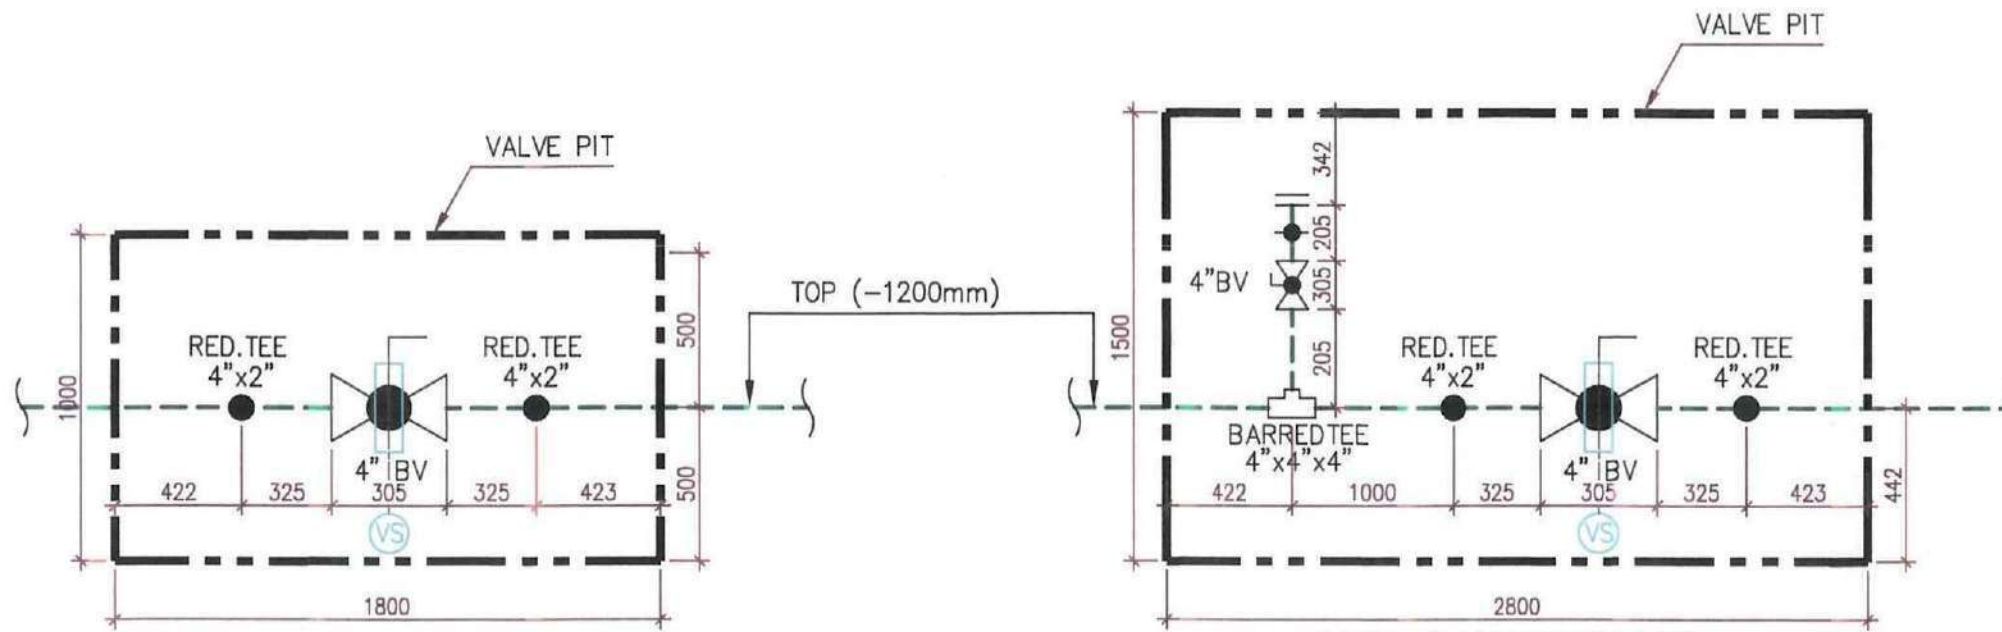 VALVE PIT
1000
RED.TEE
4"x2"
RED.TEE
4"x2"
4" BV
422
325
305
325
423
VS
500
500
1800
TOP (-1200mm)
VALVE PIT
1500
342
205
305
205
4"BV
BARRED TEE
4"x4"x4"
RED.TEE
4"x2"
RED.TEE
4"x2"
4" BV
422
1000
325
305
325
423
VS
442
2800